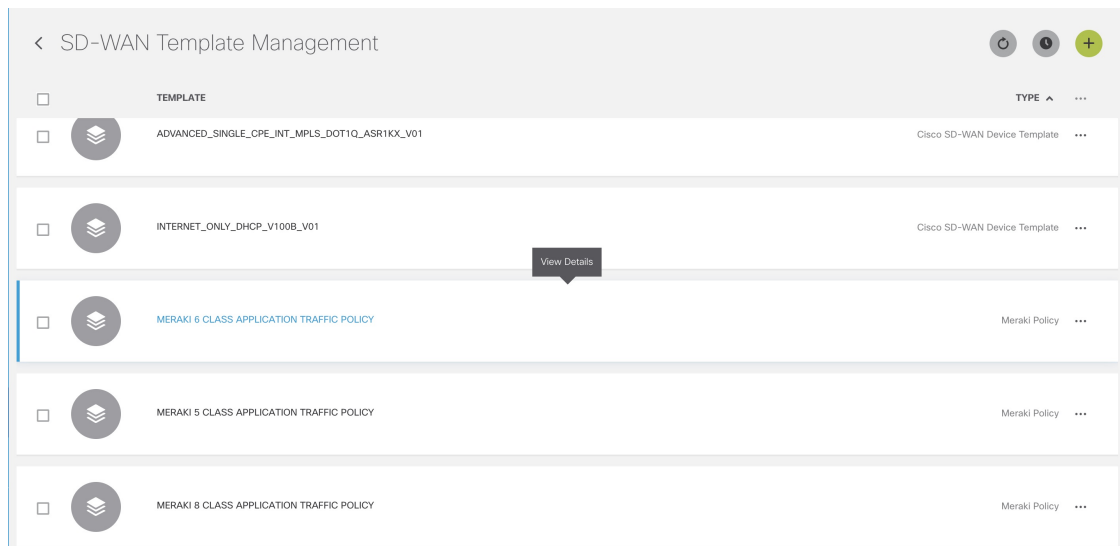 SD-WAN Template Management
TEMPLATE TYPE
ADVANCED_SINGLE_CPE_INT_MPLS_DOT1Q_ASR1KX_V01 Cisco SD-WAN Device Template
INTERNET_ONLY_DHCP_V100B_V01 Cisco SD-WAN Device Template
View Details
MERAKI 6 CLASS APPLICATION TRAFFIC POLICY Meraki Policy
MERAKI 5 CLASS APPLICATION TRAFFIC POLICY Meraki Policy
MERAKI 8 CLASS APPLICATION TRAFFIC POLICY Meraki Policy